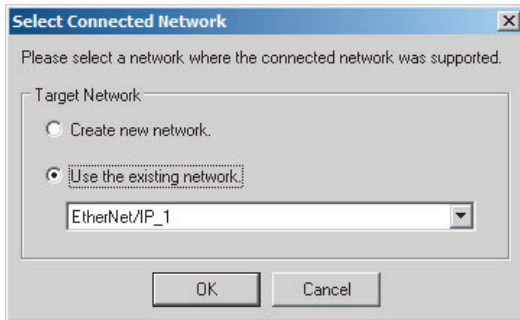 Select Connected Network
Please select a network where the connected network was supported.
Target Network
Create new network.
Use the existing network.
EtherNet/IP_1
OK
Cancel